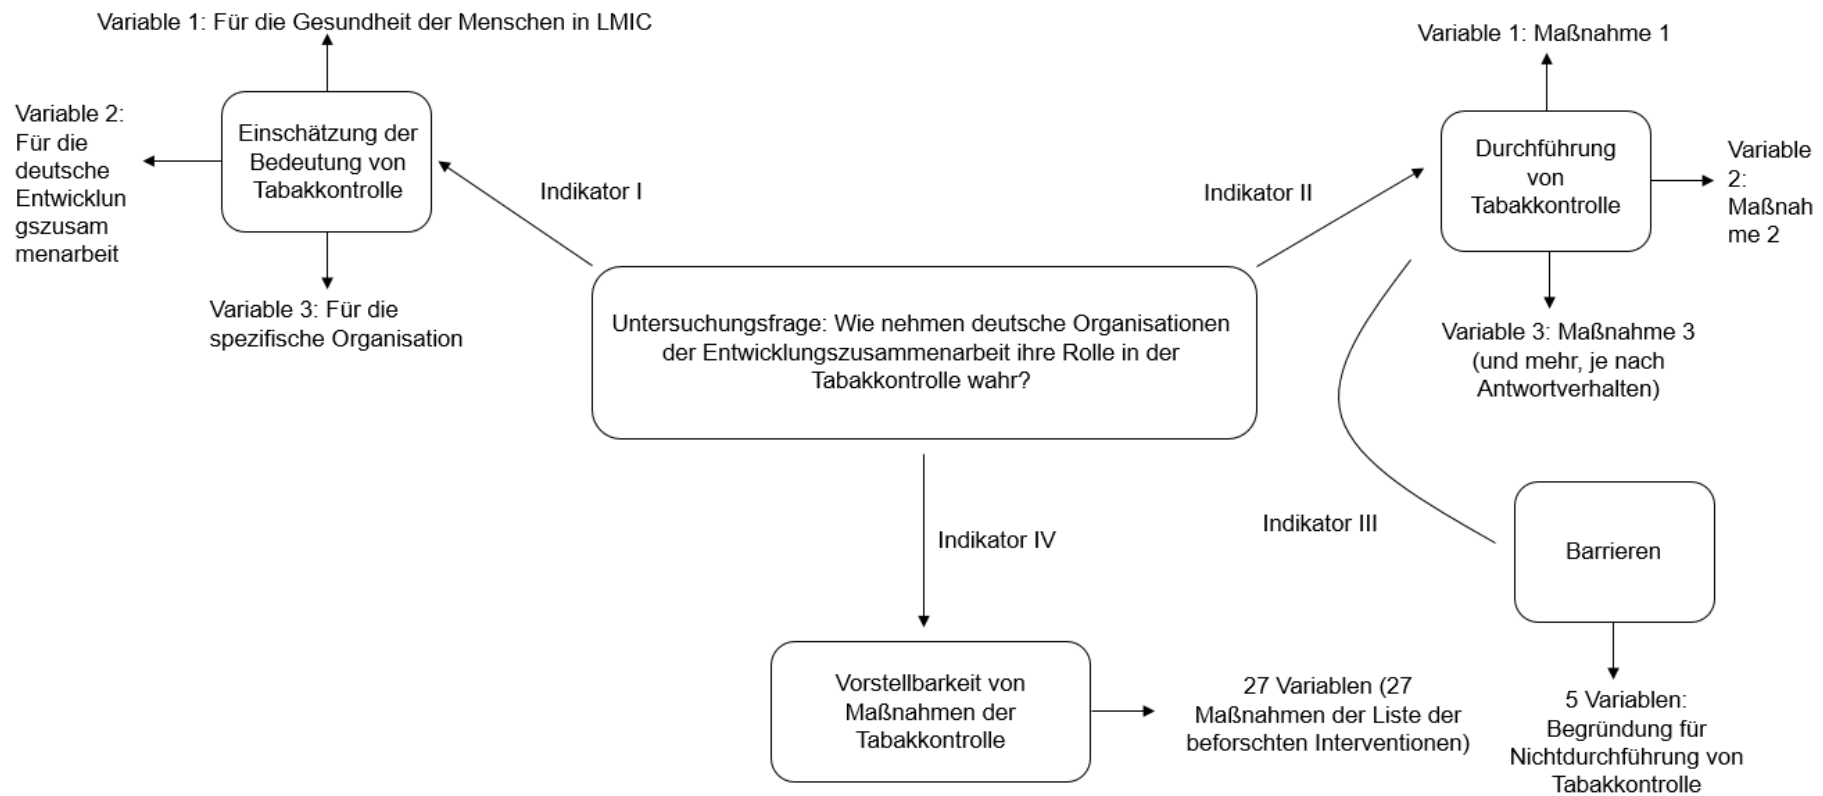 Variable 1: Für die Gesundheit der Menschen in LMIC
Variable 2:
Für die
deutsche
Entwicklun
gszusam
menarbeit
Einschätzung der
Bedeutung von
Tabakkontrolle
Variable 3: Für die
spezifische Organisation
Indikator I
Indikator II
Variable 1: Maßnahme 1
Durchführung
von
Tabakkontrolle
Variable
2:
Maßnah
me 2
Variable 3: Maßnahme 3
(und mehr, je nach
Antwortverhalten)
Untersuchungsfrage: Wie nehmen deutsche Organisationen
der Entwicklungszusammenarbeit ihre Rolle in der
Tabakkontrolle wahr?
Indikator III
Indikator IV
Barrieren
5 Variablen:
Begründung für
Nichtdurchführung von
Tabakkontrolle
Vorstellbarkeit von
Maßnahmen der
Tabakkontrolle
27 Variablen (27
Maßnahmen der Liste der
beforschten Interventionen)